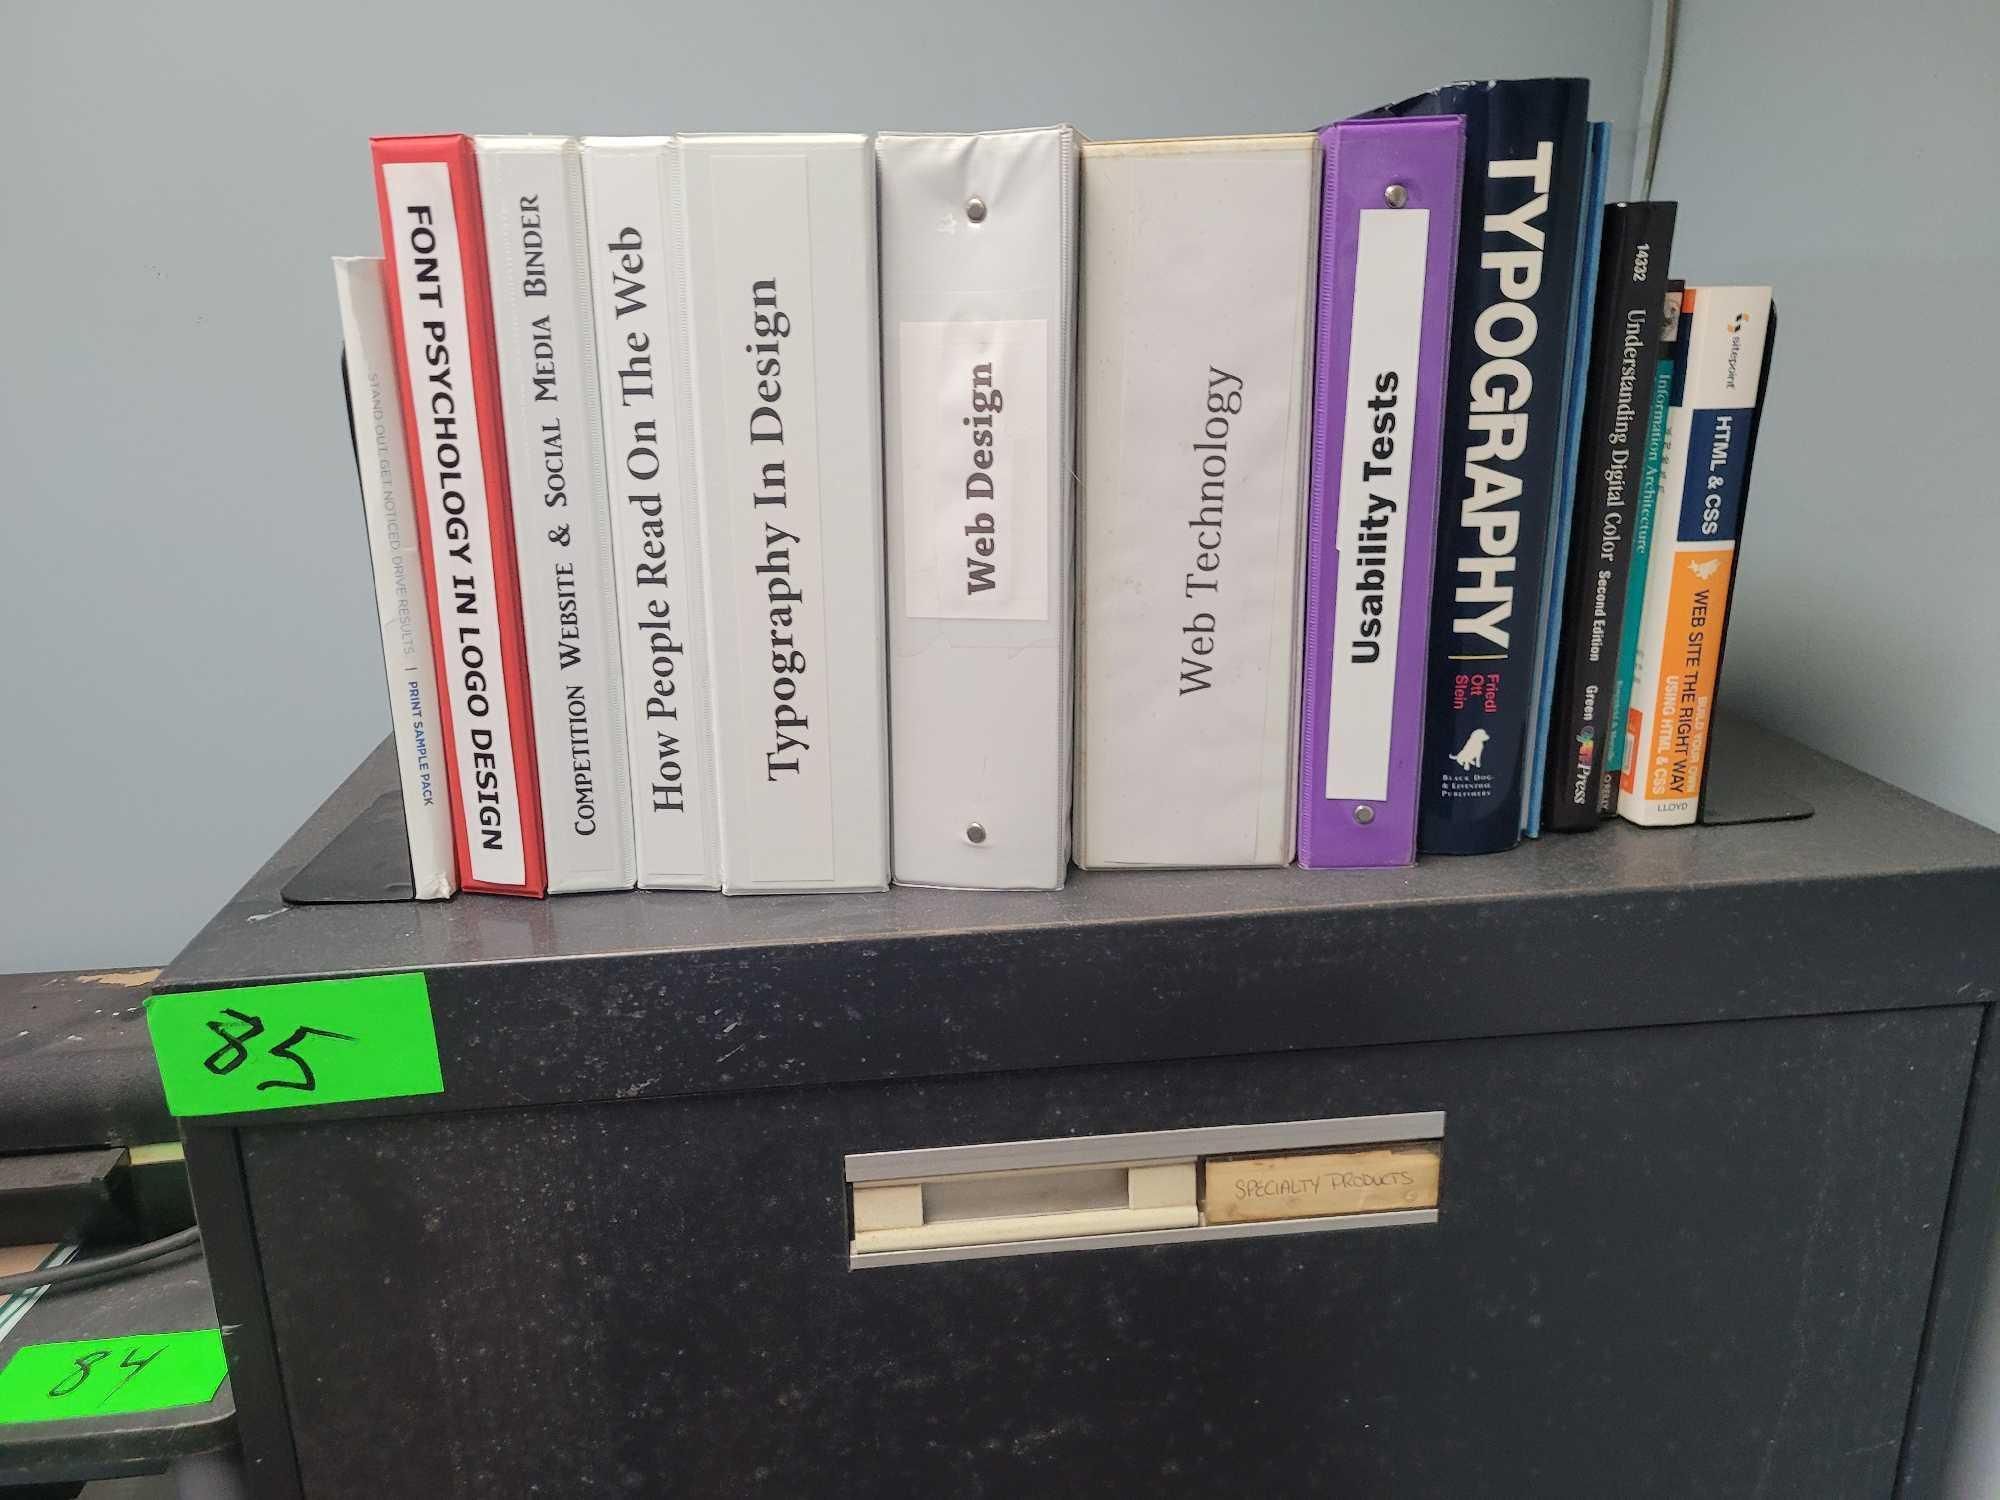 STAND OUT. GET NOTICED. DRIVE RESULTS. | PRINT SAMPLE PACK
FONT PSYCHOLOGY IN LOGO DESIGN
COMPETITION WEBSITE & SOCIAL MEDIA BINDER
How People Read On The Web
Typography In Design
Web Design
Web Technology
Usability Tests
TYPOGRAPHY
Friedl
Ott
Stein
BLACK DOG
& LEVENTHAL
PUBLISHERS
14332 Understanding Digital Color Second Edition Green Press
Information Architecture
O'REILLY
sitepoint
HTML & CSS
BUILD YOUR OWN
WEB SITE THE RIGHT WAY
USING HTML & CSS
LLOYD
85
SPECIALTY PRODUCTS
84